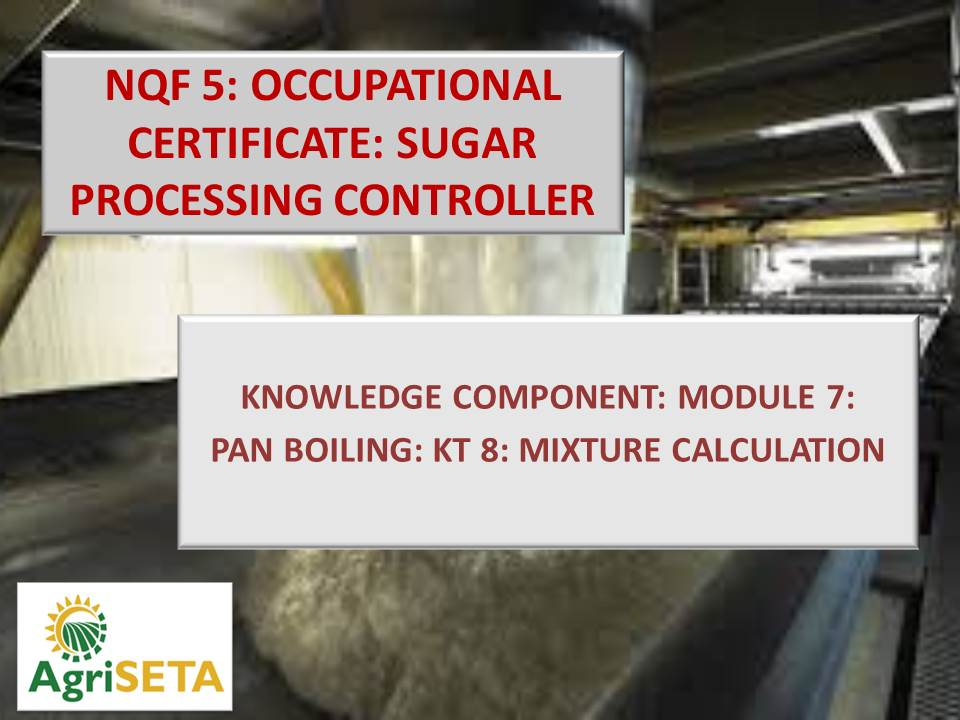 NQF 5: OCCUPATIONAL
CERTIFICATE: SUGAR
PROCESSING CONTROLLER
KNOWLEDGE COMPONENT: MODULE 7:
PAN BOILING: KT 8: MIXTURE CALCULATION
AgriSETA